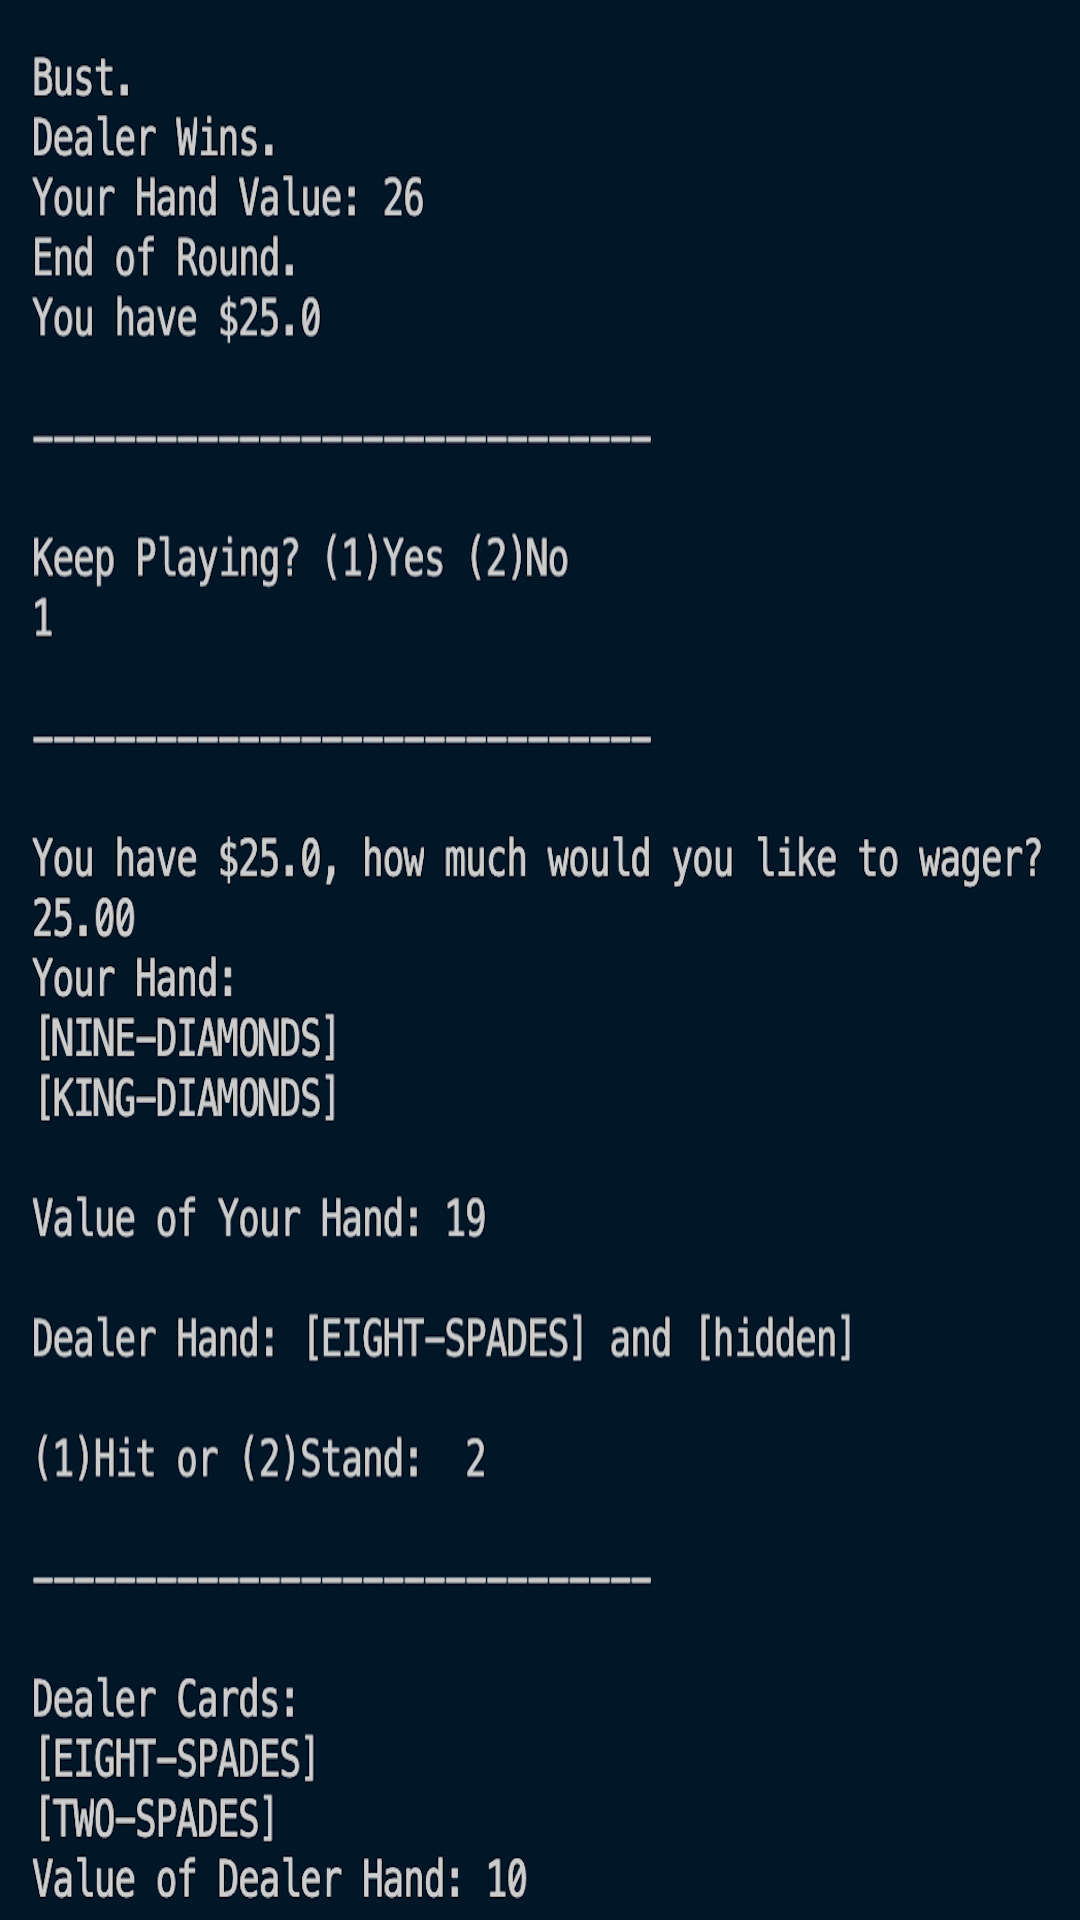 Bust.
Dealer Wins.
Your Hand Value: 26
End of Round.
You have $25.0
______________________________
Keep Playing? (1)Yes (2)No
1
______________________________
You have $25.0, how much would you like to wager?
25.00
Your Hand:
[NINE-DIAMONDS]
[KING-DIAMONDS]
Value of Your Hand: 19
Dealer Hand: [EIGHT-SPADES] and [hidden]
(1)Hit or (2)Stand:  2
______________________________
Dealer Cards:
[EIGHT-SPADES]
[TWO-SPADES]
Value of Dealer Hand: 10